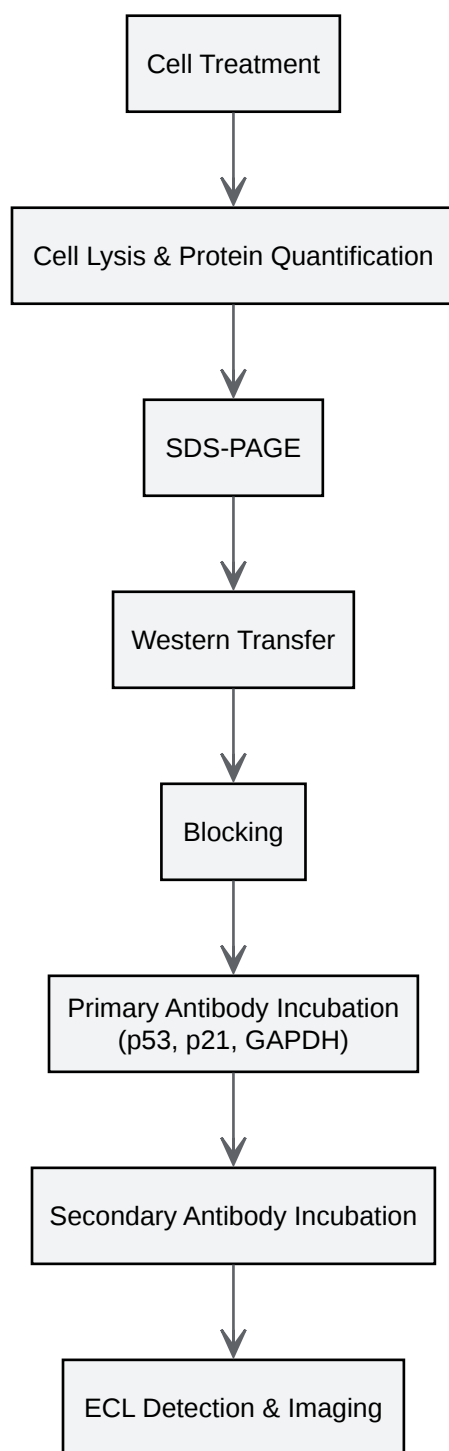 Cell Treatment
Cell Lysis & Protein Quantification
SDS-PAGE
Western Transfer
Blocking
Primary Antibody Incubation
(p53, p21, GAPDH)
Secondary Antibody Incubation
ECL Detection & Imaging